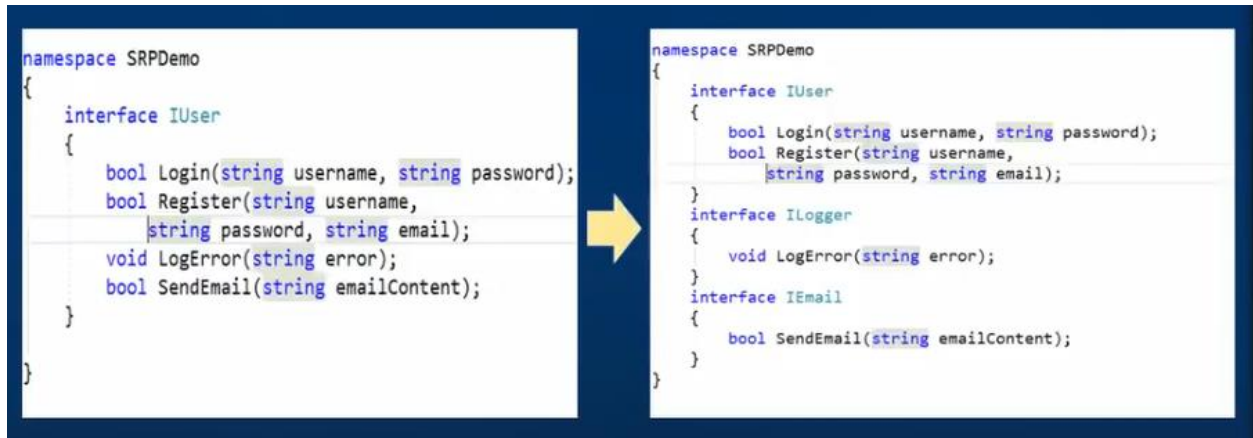 namespace SRPDemo
{
    interface IUser
    {
        bool Login(string username, string password);
        bool Register(string username,
            string password, string email);
        void LogError(string error);
        bool SendEmail(string emailContent);
    }
}
namespace SRPDemo
{
    interface IUser
    {
        bool Login(string username, string password);
        bool Register(string username,
            string password, string email);
    }
    interface ILogger
    {
        void LogError(string error);
    }
    interface IEmail
    {
        bool SendEmail(string emailContent);
    }
}